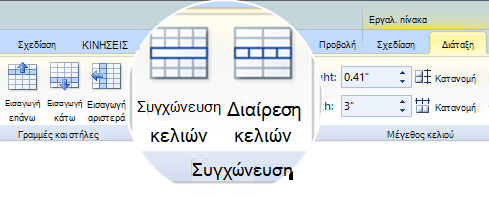 Εργαλ. πίνακα
Σχεδίαση ΚΙΝΗΣΕΙΣ Προβολή Σχεδίαση Διάταξη
Εισαγωγή επάνω
Εισαγωγή κάτω
Εισαγωγή αριστερά
Γραμμές και στήλες
Συγχώνευση
κελιών
Διαίρεση
κελιών
Συγχώνευση
ght: 0.41" Κατανομή
th: 3" Κατανομή
Μέγεθος κελιού